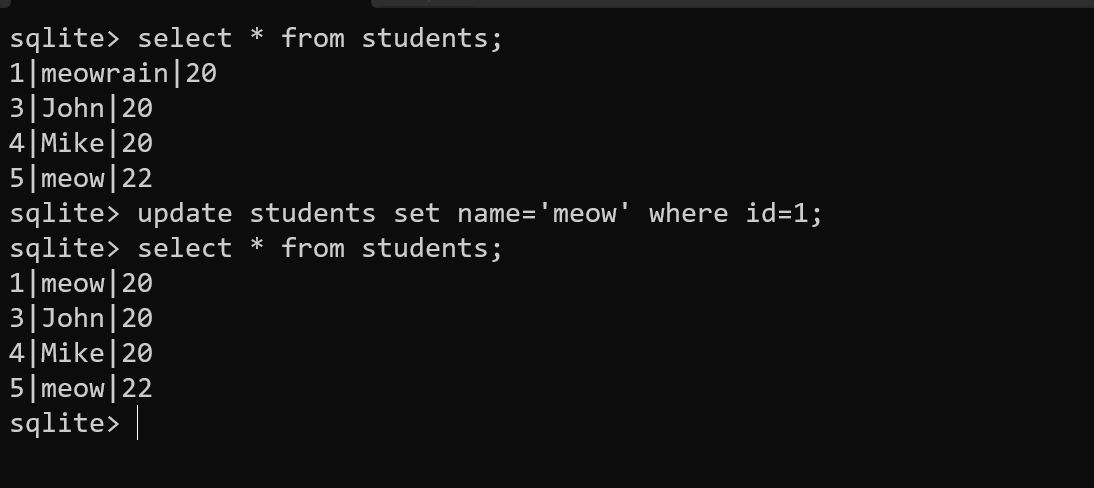 sqlite> select * from students;
1|meowrain|20
3|John|20
4|Mike|20
5|meow|22
sqlite> update students set name='meow' where id=1;
sqlite> select * from students;
1|meow|20
3|John|20
4|Mike|20
5|meow|22
sqlite>